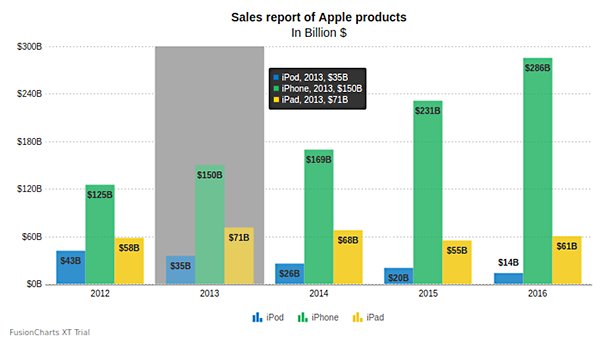 Sales report of Apple products
In Billion $
$300B
$240B
$180B
$120B
$60B
$0B
$43B
$125B
$58B
$35B
$150B
$71B
iPod, 2013, $35B
iPhone, 2013, $150B
iPad, 2013, $71B
$26B
$169B
$68B
$20B
$231B
$55B
$14B
$286B
$61B
2012 2013 2014 2015 2016
iPod iPhone iPad
FusionCharts XT Trial